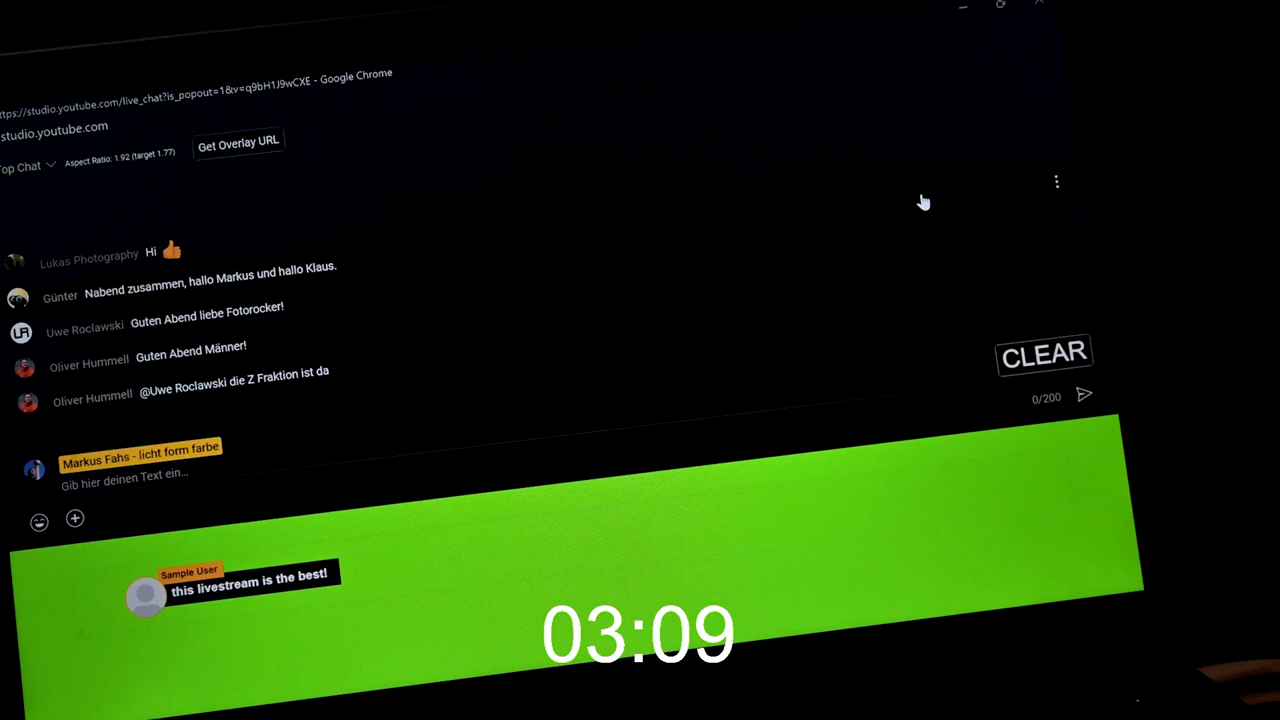 ttps://studio.youtube.com/live_chat?is_popout=1&v=q9bH1J9wCXE - Google Chrome
studio.youtube.com
op Chat Aspect Ratio: 1.92 (target 1.77) Get Overlay URL
Lukas Photography Hi 👍
Günter Nabend zusammen, hallo Markus und hallo Klaus.
Uwe Roclawski Guten Abend liebe Fotorocker!
Oliver Hummell Guten Abend Männer!
Oliver Hummell @Uwe Roclawski die Z Fraktion ist da
CLEAR
0/200
Markus Fahs - licht form farbe
Gib hier deinen Text ein...
Sample User
this livestream is the best!
03:09